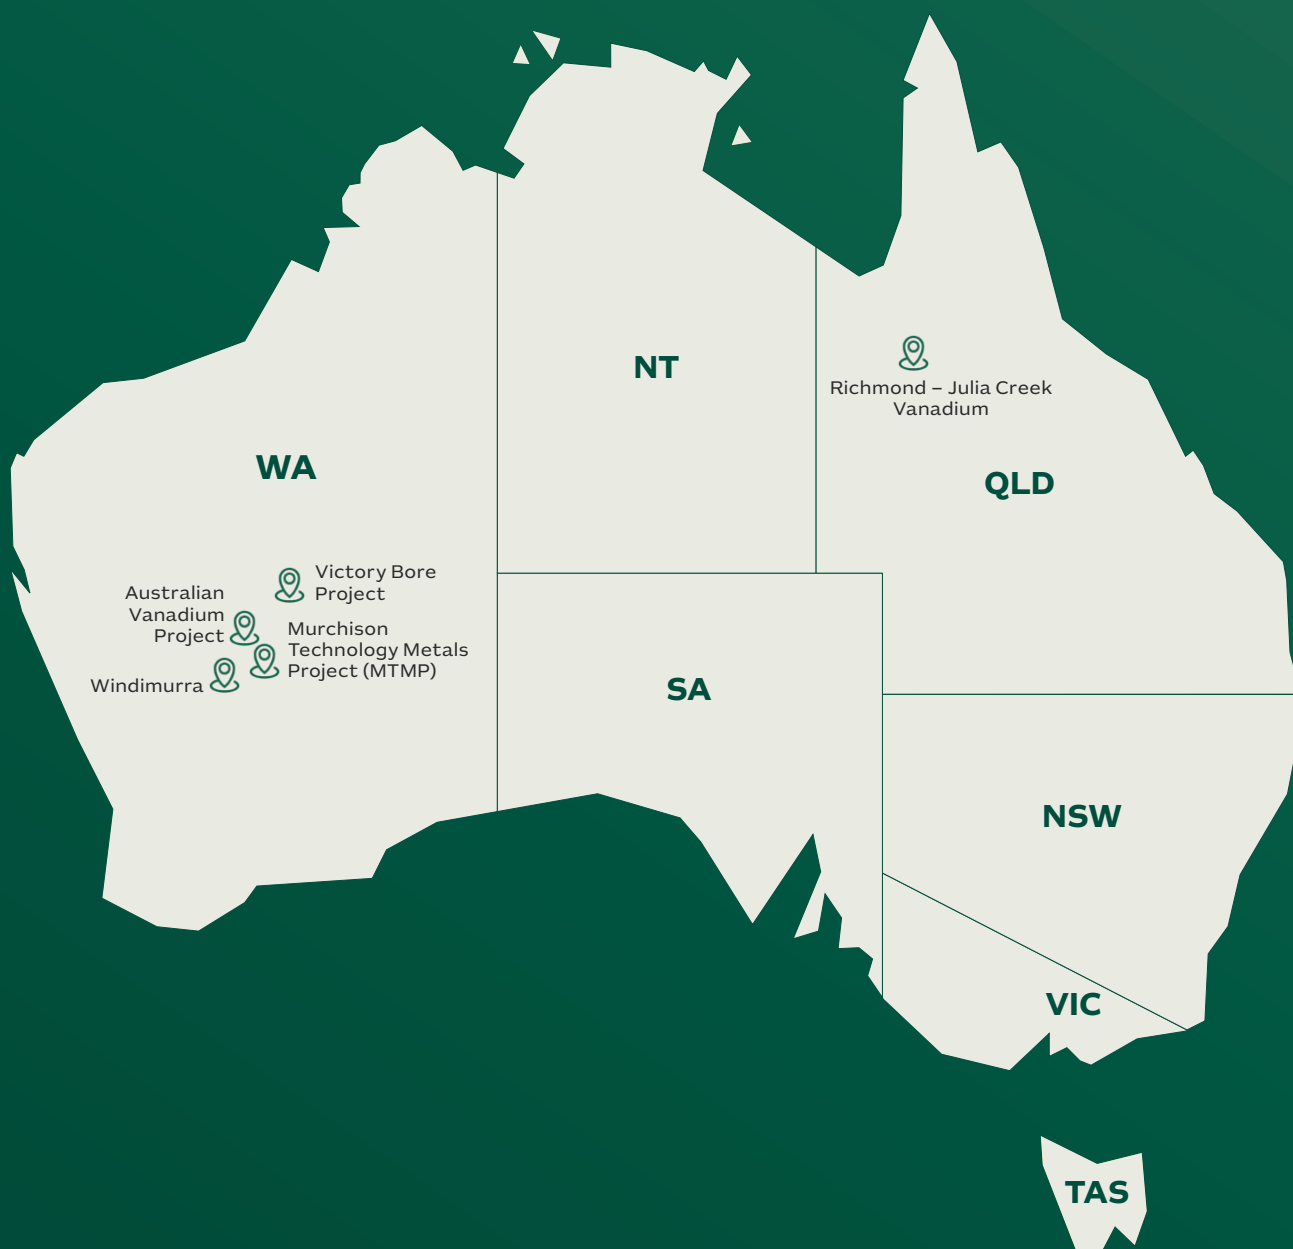 NT
Richmond – Julia Creek
Vanadium
WA
QLD
Victory Bore
Project
Australian
Vanadium
Project
Murchison
Technology Metals
Project (MTMP)
Windimurra
SA
NSW
VIC
TAS